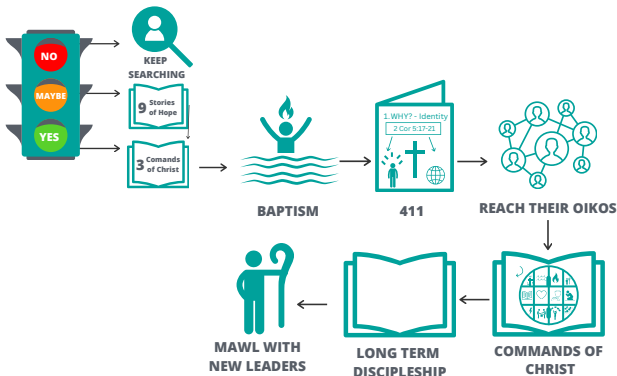 NO
MAYBE
YES
KEEP
SEARCHING
9 Stories
of Hope
3 Comands
of Christ
BAPTISM
1. WHY? - Identity
2 Cor 5:17-21
411
REACH THEIR OIKOS
COMMANDS OF
CHRIST
LONG TERM
DISCIPLESHIP
MAWL WITH
NEW LEADERS